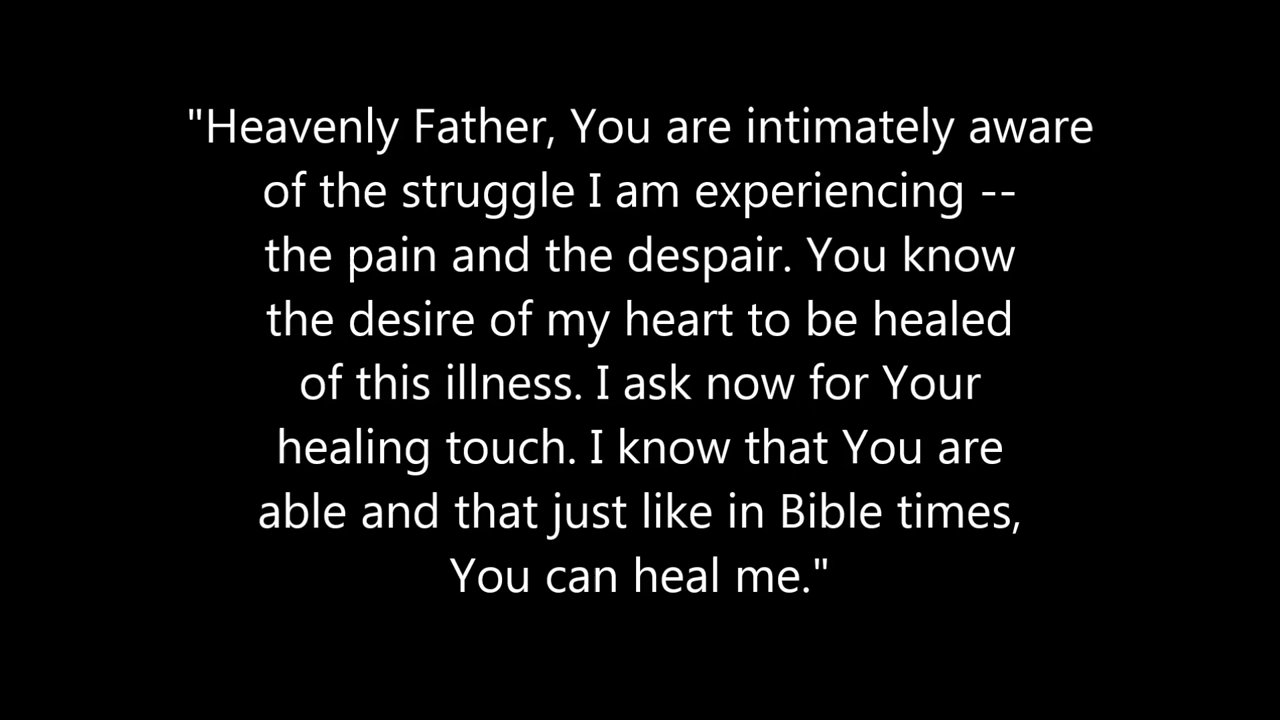 "Heavenly Father, You are intimately aware
of the struggle I am experiencing --
the pain and the despair. You know
the desire of my heart to be healed
of this illness. I ask now for Your
healing touch. I know that You are
able and that just like in Bible times,
You can heal me."